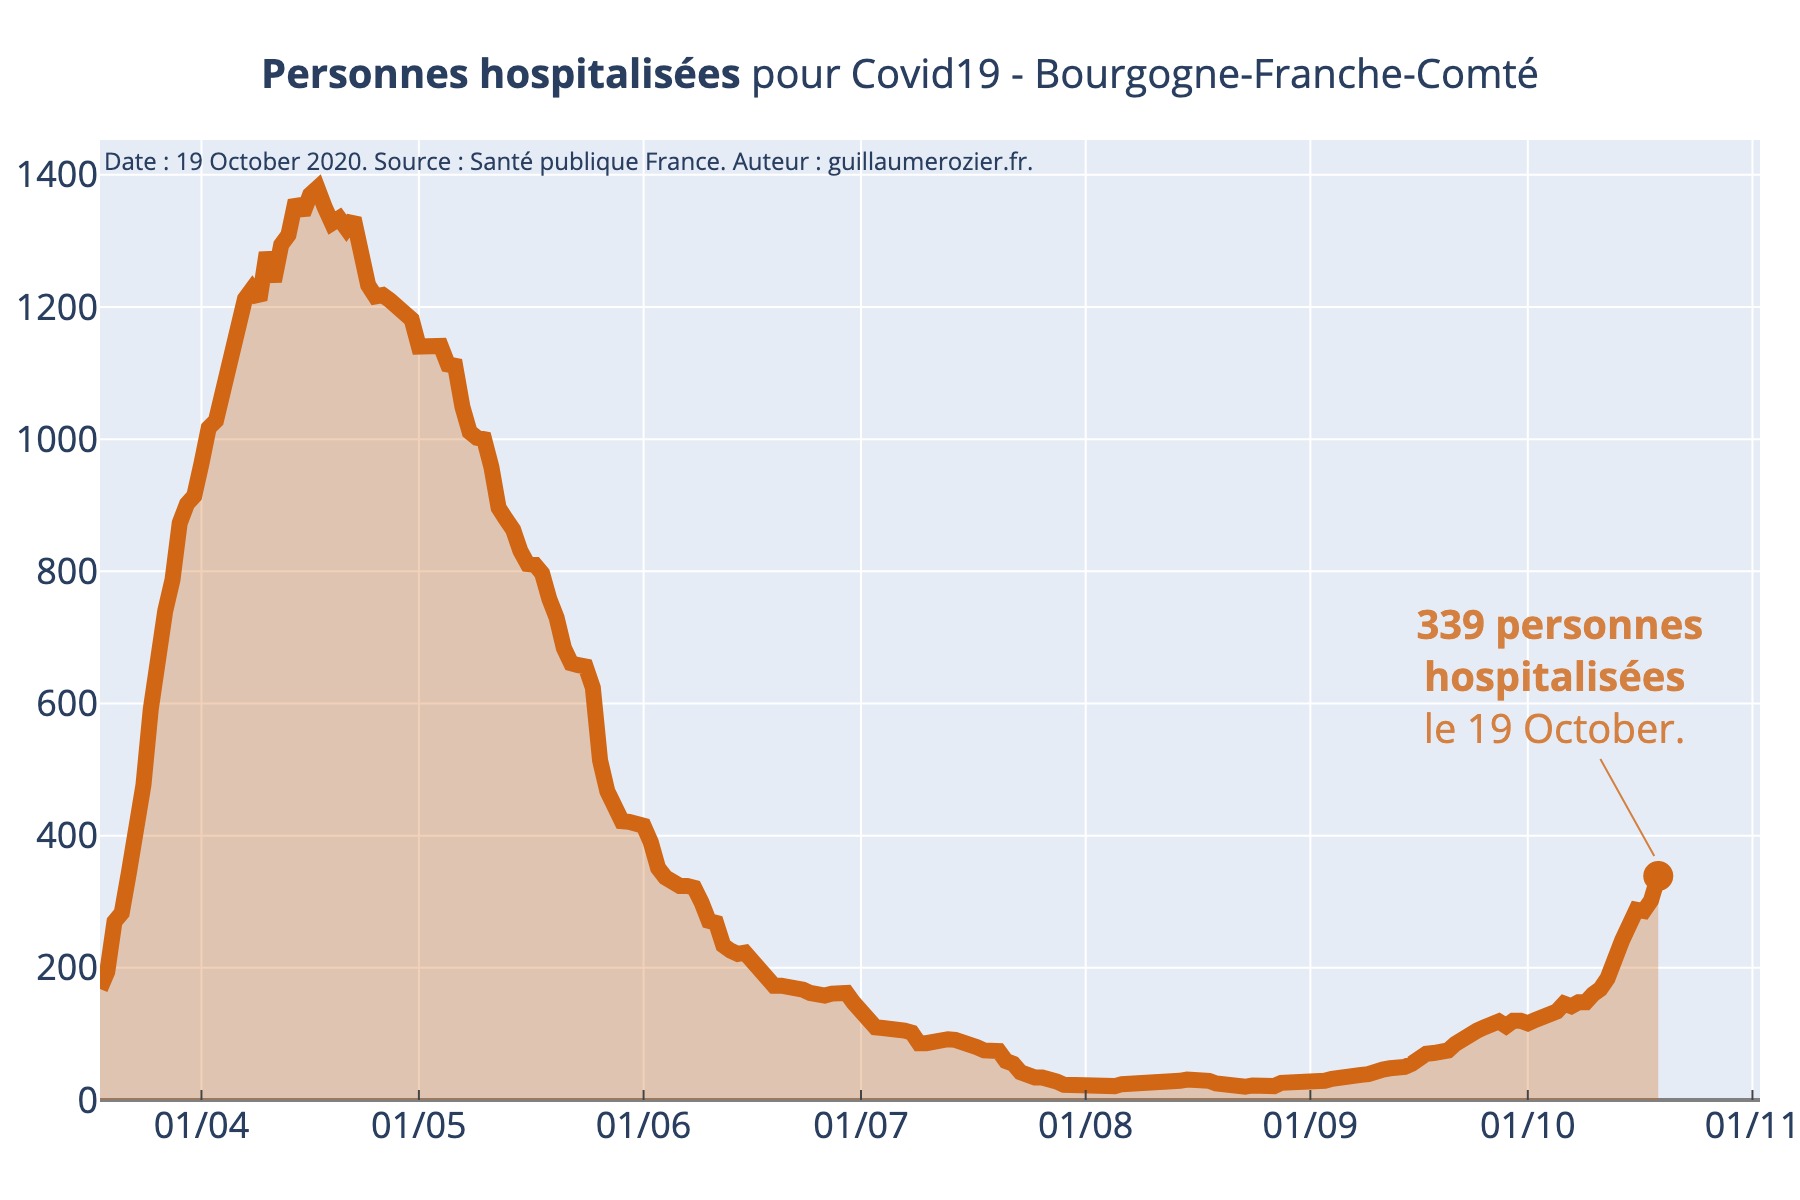 Personnes hospitalisées pour Covid19 - Bourgogne-Franche-Comté
Date : 19 October 2020. Source : Santé publique France. Auteur : guillaumerozier.fr.
1400
1200
1000
800
600
400
200
0
339 personnes
hospitalisées
le 19 October.
01/04 01/05 01/06 01/07 01/08 01/09 01/10 01/11